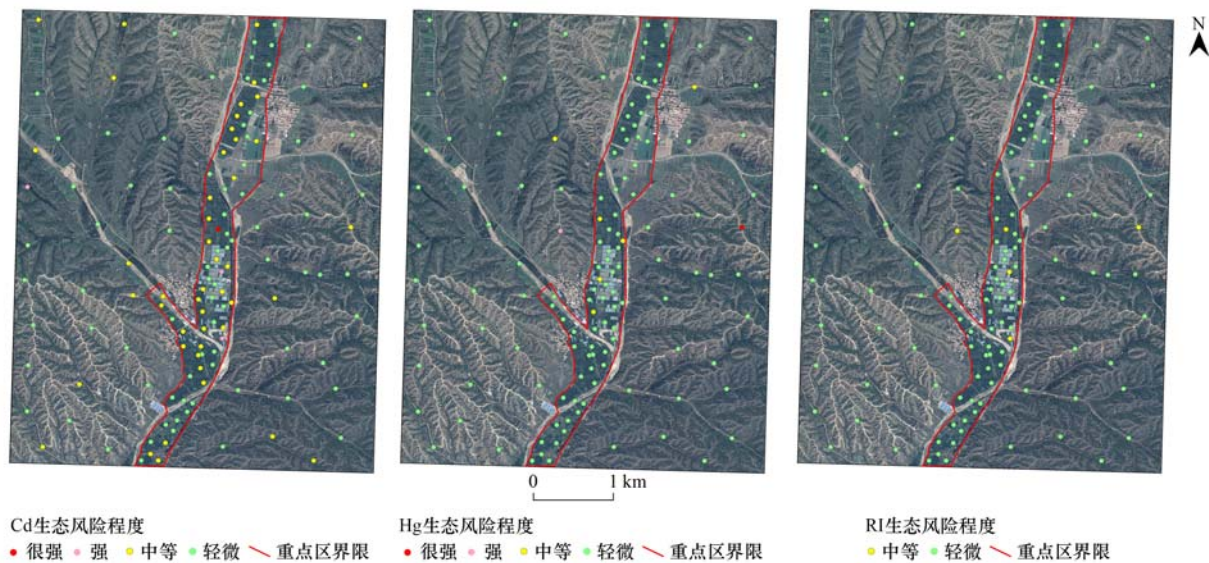 N
0 1 km
Cd生态风险程度
很强 强 中等 轻微 重点区界限
Hg生态风险程度
很强 强 中等 轻微 重点区界限
RI生态风险程度
中等 轻微 重点区界限